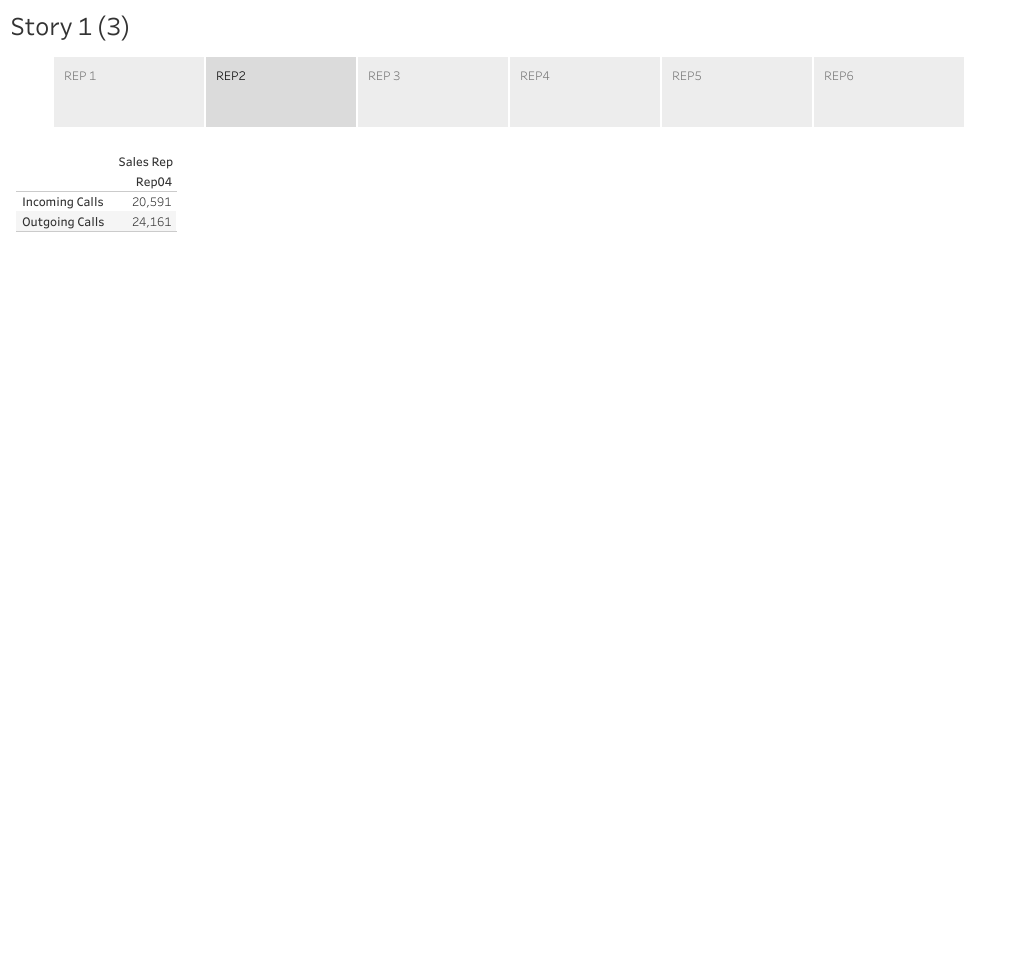 Story 1 (3)
REP 1 REP2 REP 3 REP4 REP5 REP6
Sales Rep
Rep04
Incoming Calls 20,591
Outgoing Calls 24,161